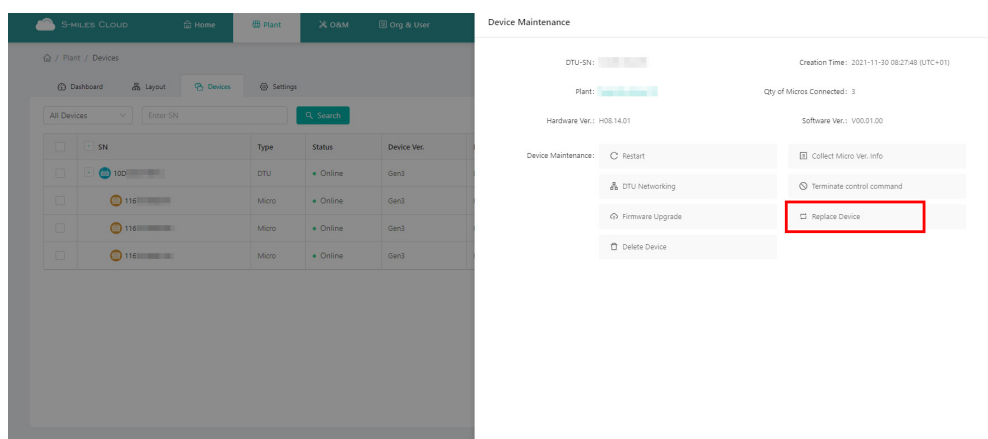 S-MILES CLOUD Home Plant O&M Org & User
/ Plant / Devices
Dashboard Layout Devices Settings
All Devices Enter SN Search
SN Type Status Device Ver.
10D DTU Online Gen3
116 Micro Online Gen3
116 Micro Online Gen3
116 Micro Online Gen3
Device Maintenance
DTU-SN: Creation Time: 2021-11-30 08:27:48 (UTC+01)
Plant: Qty of Micros Connected: 3
Hardware Ver.: H08.14.01 Software Ver.: V00.01.00
Device Maintenance: Restart Collect Micro Ver. Info
DTU Networking Terminate control command
Firmware Upgrade Replace Device
Delete Device